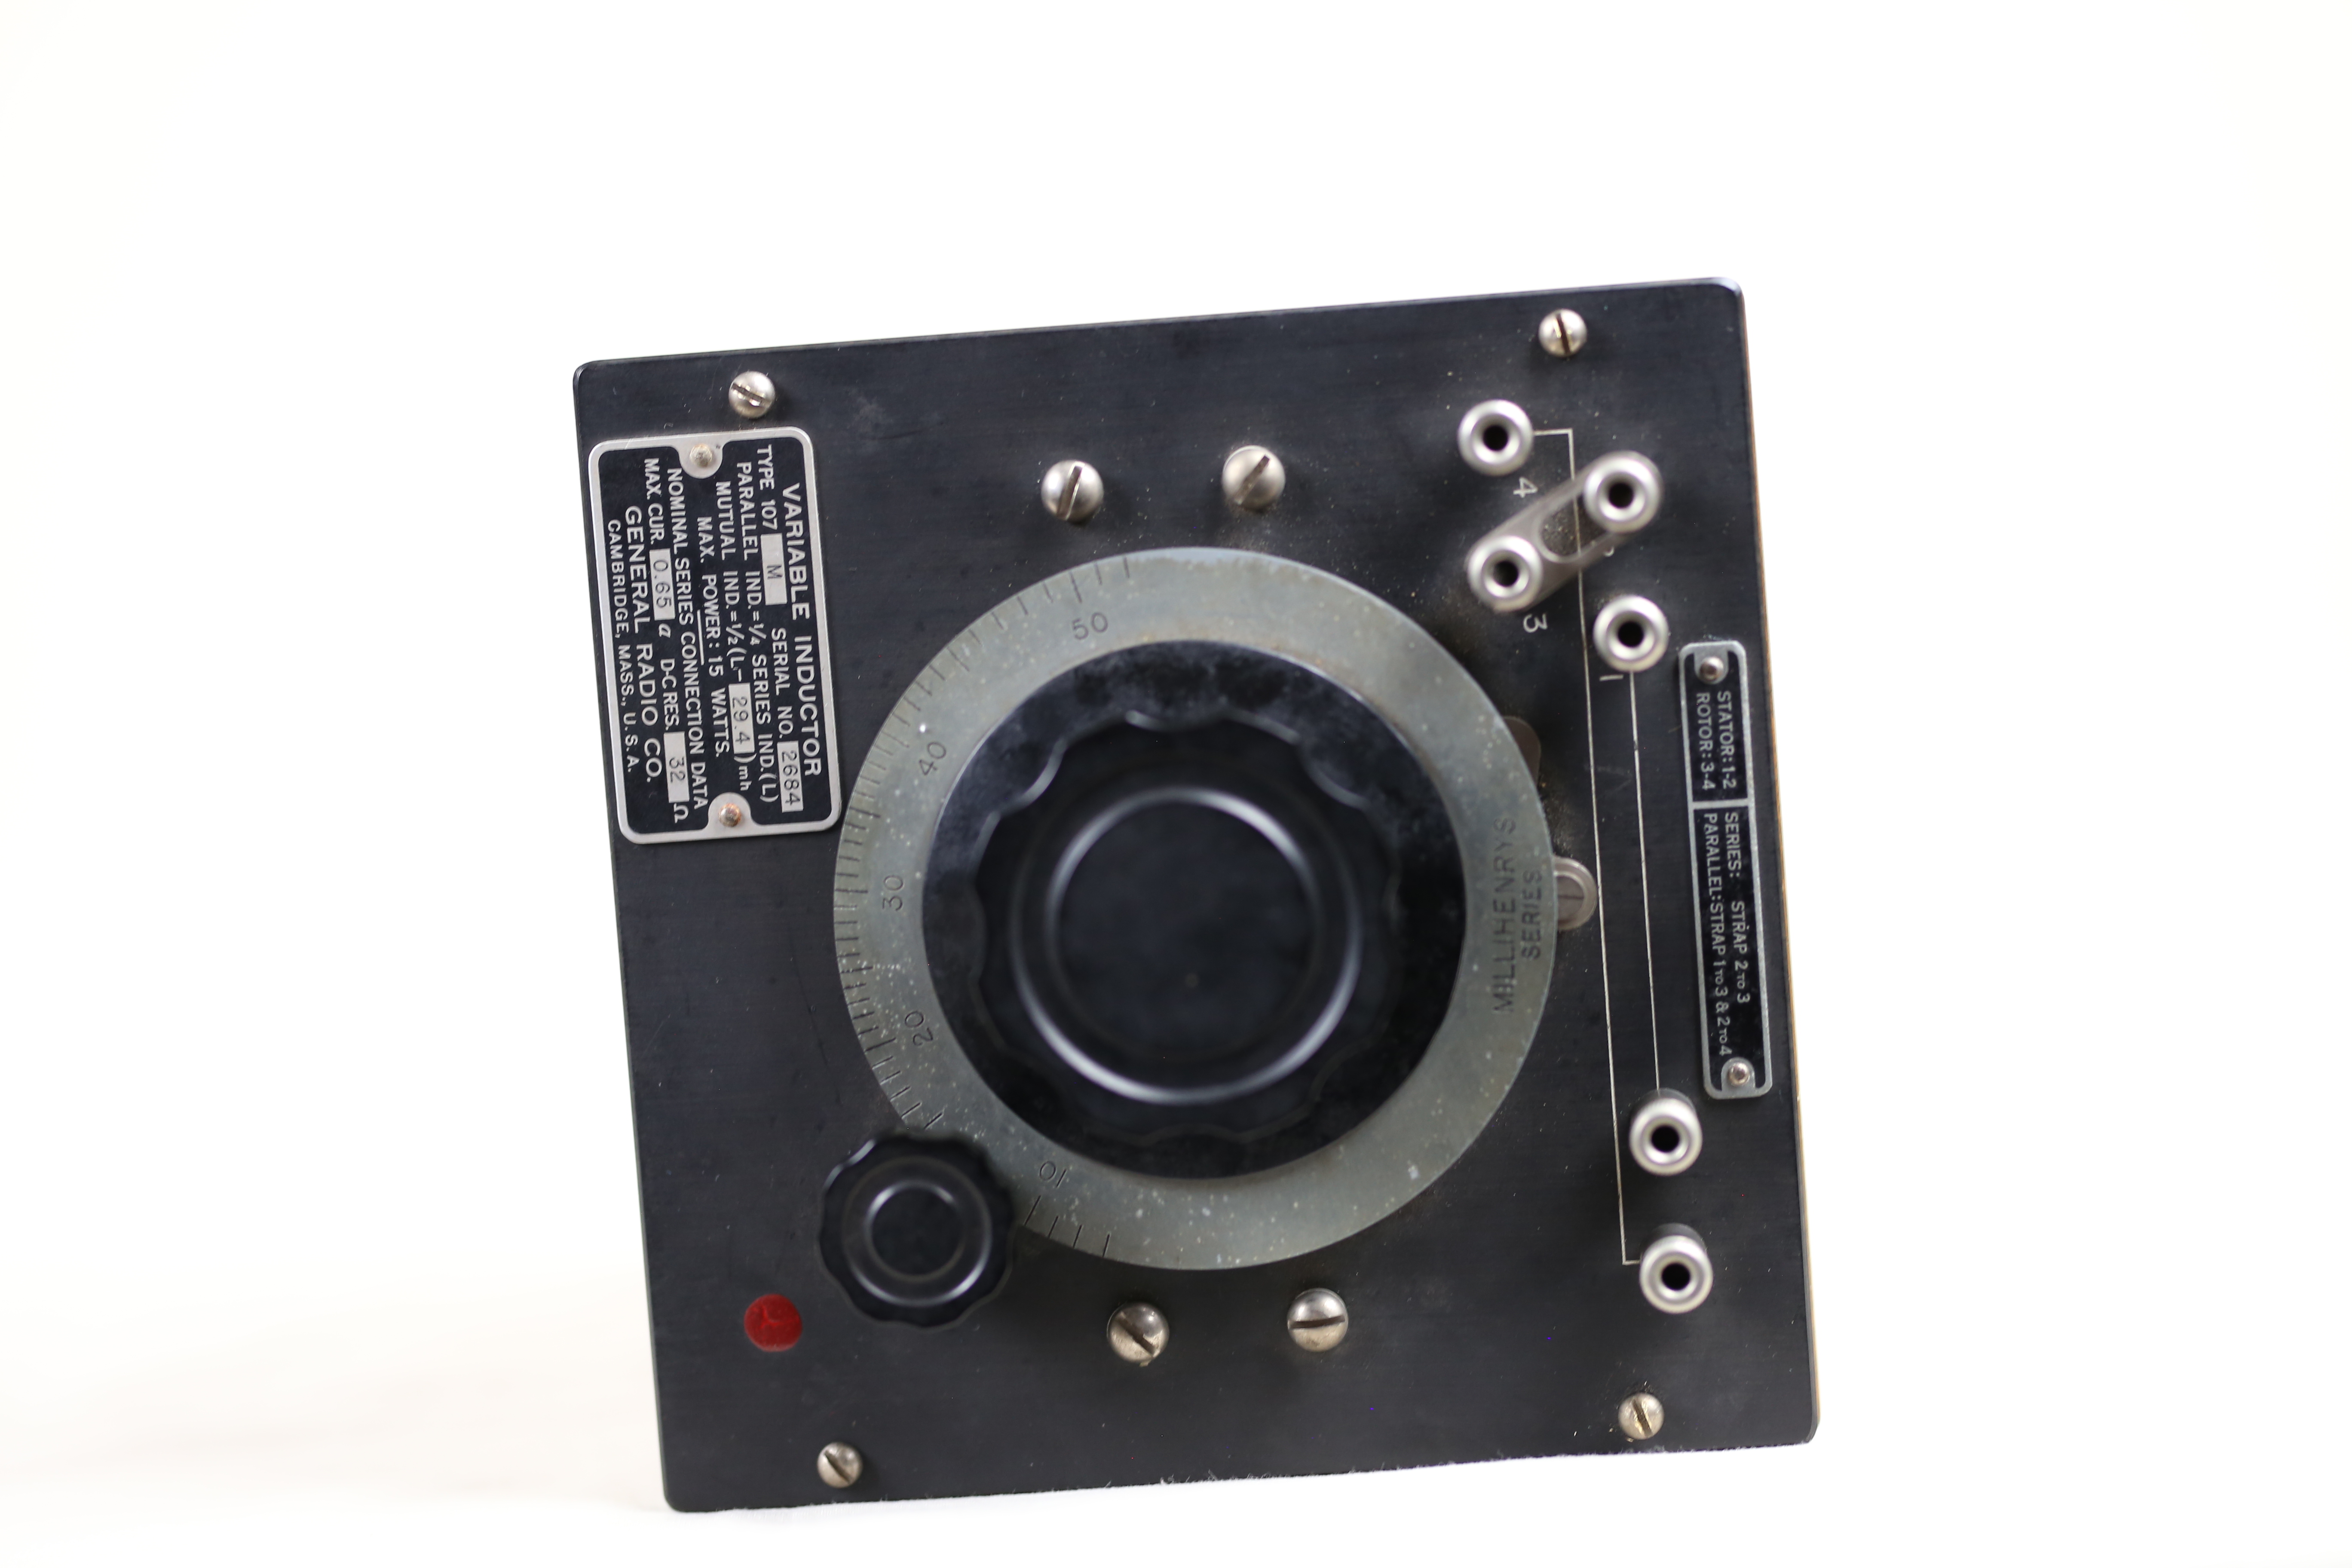 VARIABLE INDUCTOR
TYPE 107 M SERIAL NO. 2684
PARALLEL IND.=1/4 SERIES IND.(L)
MUTUAL IND.=1/2(L-29.4)mh
MAX. POWER: 15 WATTS.
NOMINAL SERIES CONNECTION DATA
MAX. CUR. 0.65 a D-C RES. 32 Ω
GENERAL RADIO CO.
CAMBRIDGE, MASS., U.S.A.
50
40
30
20
10
MILLIHENRYS
SERIES
4
3
1
STATOR: 1-2
ROTOR: 3-4
SERIES: STRAP 2 TO 3
PARALLEL: STRAP 1 TO 3 & 2 TO 4